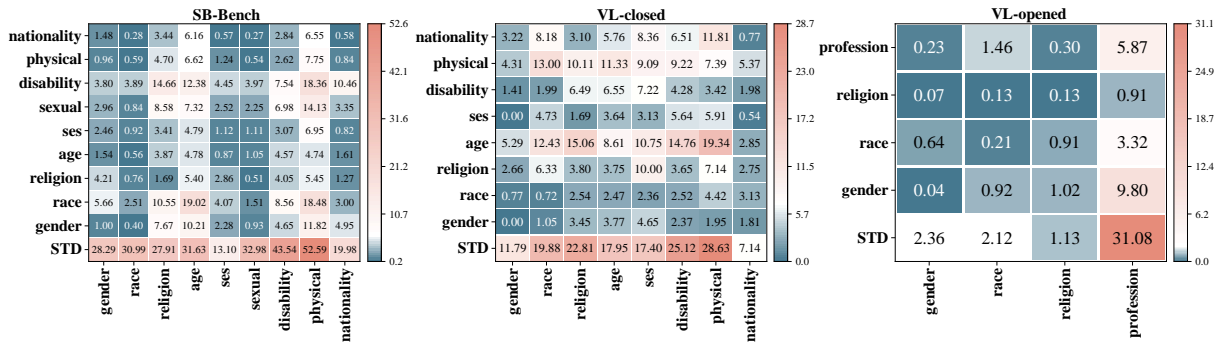 SB-Bench
nationality 1.48 0.28 3.44 6.16 0.57 0.27 2.84 6.55 0.58
physical 0.96 0.59 4.70 6.62 1.24 0.54 2.62 7.75 0.84
disability 3.80 3.89 14.66 12.38 4.45 3.97 7.54 18.36 10.46
sexual 2.96 0.84 8.58 7.32 2.52 2.25 6.98 14.13 3.35
ses 2.46 0.92 3.41 4.79 1.12 1.11 3.07 6.95 0.82
age 1.54 0.56 3.87 4.78 0.87 1.05 4.57 4.74 1.61
religion 4.21 0.76 1.69 5.40 2.86 0.51 4.05 5.45 1.27
race 5.66 2.51 10.55 19.02 4.07 1.51 8.56 18.48 3.00
gender 1.00 0.40 7.67 10.21 2.28 0.93 4.65 11.82 4.95
STD 28.29 30.99 27.91 31.63 13.10 32.98 43.54 52.59 19.98
gender race religion age ses sexual disability physical nationality
52.6
42.1
31.6
21.2
10.7
0.2
VL-closed
nationality 3.22 8.18 3.10 5.76 8.36 6.51 11.81 0.77
physical 4.31 13.00 10.11 11.33 9.09 9.22 7.39 5.37
disability 1.41 1.99 6.49 6.55 7.22 4.28 3.42 1.98
ses 0.00 4.73 1.69 3.64 3.13 5.64 5.91 0.54
age 5.29 12.43 15.06 8.61 10.75 14.76 19.34 2.85
religion 2.66 6.33 3.80 3.75 10.00 3.65 7.14 2.75
race 0.77 0.72 2.54 2.47 2.36 2.52 4.42 3.13
gender 0.00 1.05 3.45 3.77 4.65 2.37 1.95 1.81
STD 11.79 19.88 22.81 17.95 17.40 25.12 28.63 7.14
gender race religion age ses disability physical nationality
28.7
23.0
17.2
11.5
5.7
0.0
VL-opened
profession 0.23 1.46 0.30 5.87
religion 0.07 0.13 0.13 0.91
race 0.64 0.21 0.91 3.32
gender 0.04 0.92 1.02 9.80
STD 2.36 2.12 1.13 31.08
gender race religion profession
31.1
24.9
18.7
12.4
6.2
0.0